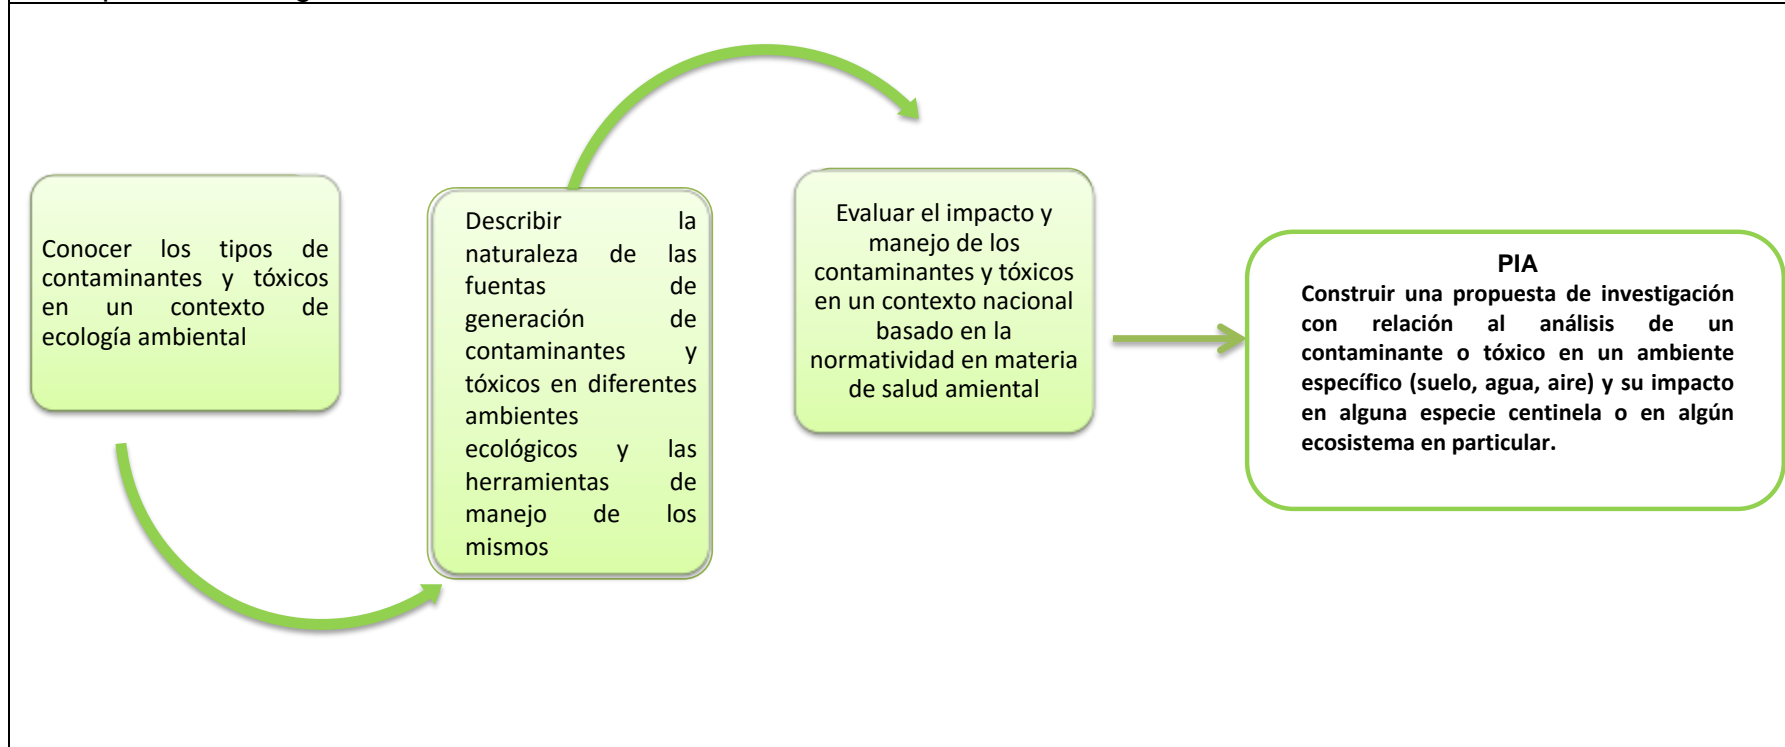 Conocer los tipos de
contaminantes y tóxicos
en un contexto de
ecología ambiental
Describir la
naturaleza de las
fuentas de
generación de
contaminantes y
tóxicos en diferentes
ambientes
ecológicos y las
herramientas de
manejo de los
mismos
Evaluar el impacto y
manejo de los
contaminantes y tóxicos
en un contexto nacional
basado en la
normatividad en materia
de salud amiental
PIA
Construir una propuesta de investigación
con relación al análisis de un
contaminante o tóxico en un ambiente
específico (suelo, agua, aire) y su impacto
en alguna especie centinela o en algún
ecosistema en particular.